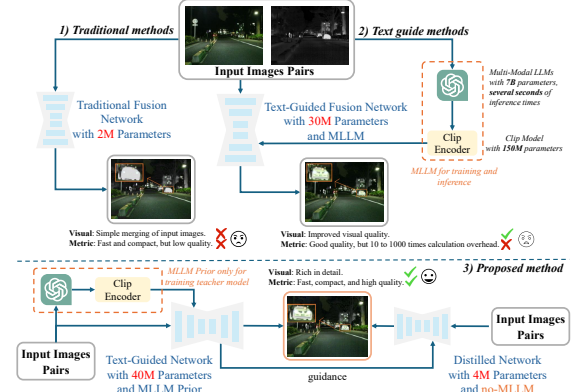 1) Traditional methods
2) Text guide methods
Input Images Pairs
Traditional Fusion
Network
with 2M Parameters
Text-Guided Fusion Network
with 30M Parameters
and MLLM
Multi-Modal LLMs
with 7B parameters,
several seconds of
inference times
Clip
Encoder
Clip Model
with 150M parameters
MLLM for training and
inference
Visual: Simple merging of input images.
Metric: Fast and compact, but low quality.
Visual: Improved visual quality.
Metric: Good quality, but 10 to 1000 times calculation overhead.
3) Proposed method
Clip
Encoder
MLLM Prior only for
training teacher model
Visual: Rich in detail.
Metric: Fast, compact, and high quality.
Input Images
Pairs
Input Images
Pairs
Text-Guided Network
with 40M Parameters
and MLLM Prior
guidance
Distilled Network
with 4M Parameters
and no-MLLM